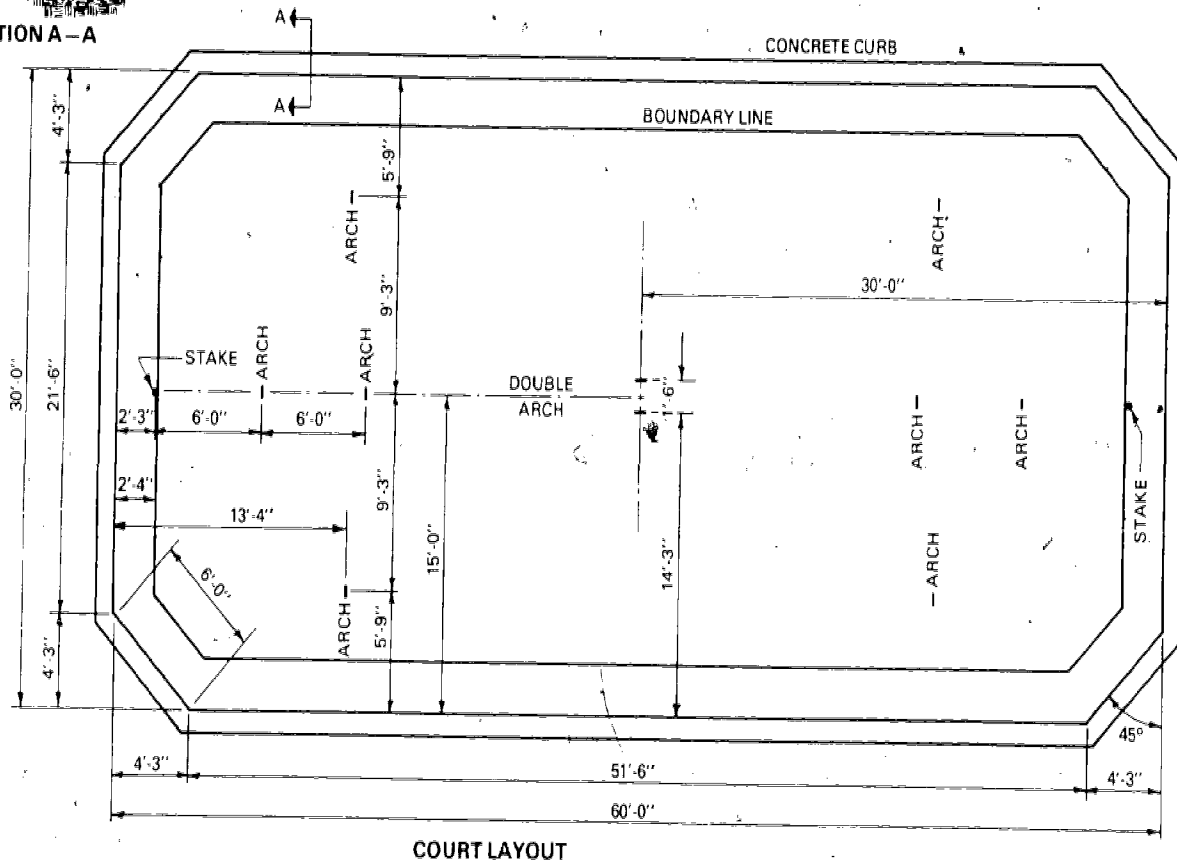 TION A–A
A
A
CONCRETE CURB
BOUNDARY LINE
4'-3"
5'-9"
ARCH
ARCH
30'-0"
21'-6"
30'-0"
9'-3"
STAKE
ARCH
ARCH
DOUBLE
ARCH
1'-6"
2'-3"
6'-0"
6'-0"
ARCH
ARCH
2'-4"
13'-4"
9'-3"
15'-0"
14'-3"
STAKE
6'-0"
ARCH
5'-9"
ARCH
4'-3"
45°
4'-3"
51'-6"
4'-3"
60'-0"
COURT LAYOUT